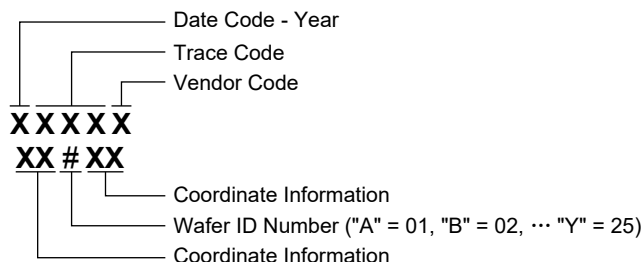 Date Code - Year
Trace Code
Vendor Code
XXXXX
XX # XX
Coordinate Information
Wafer ID Number ("A" = 01, "B" = 02, ··· "Y" = 25)
Coordinate Information